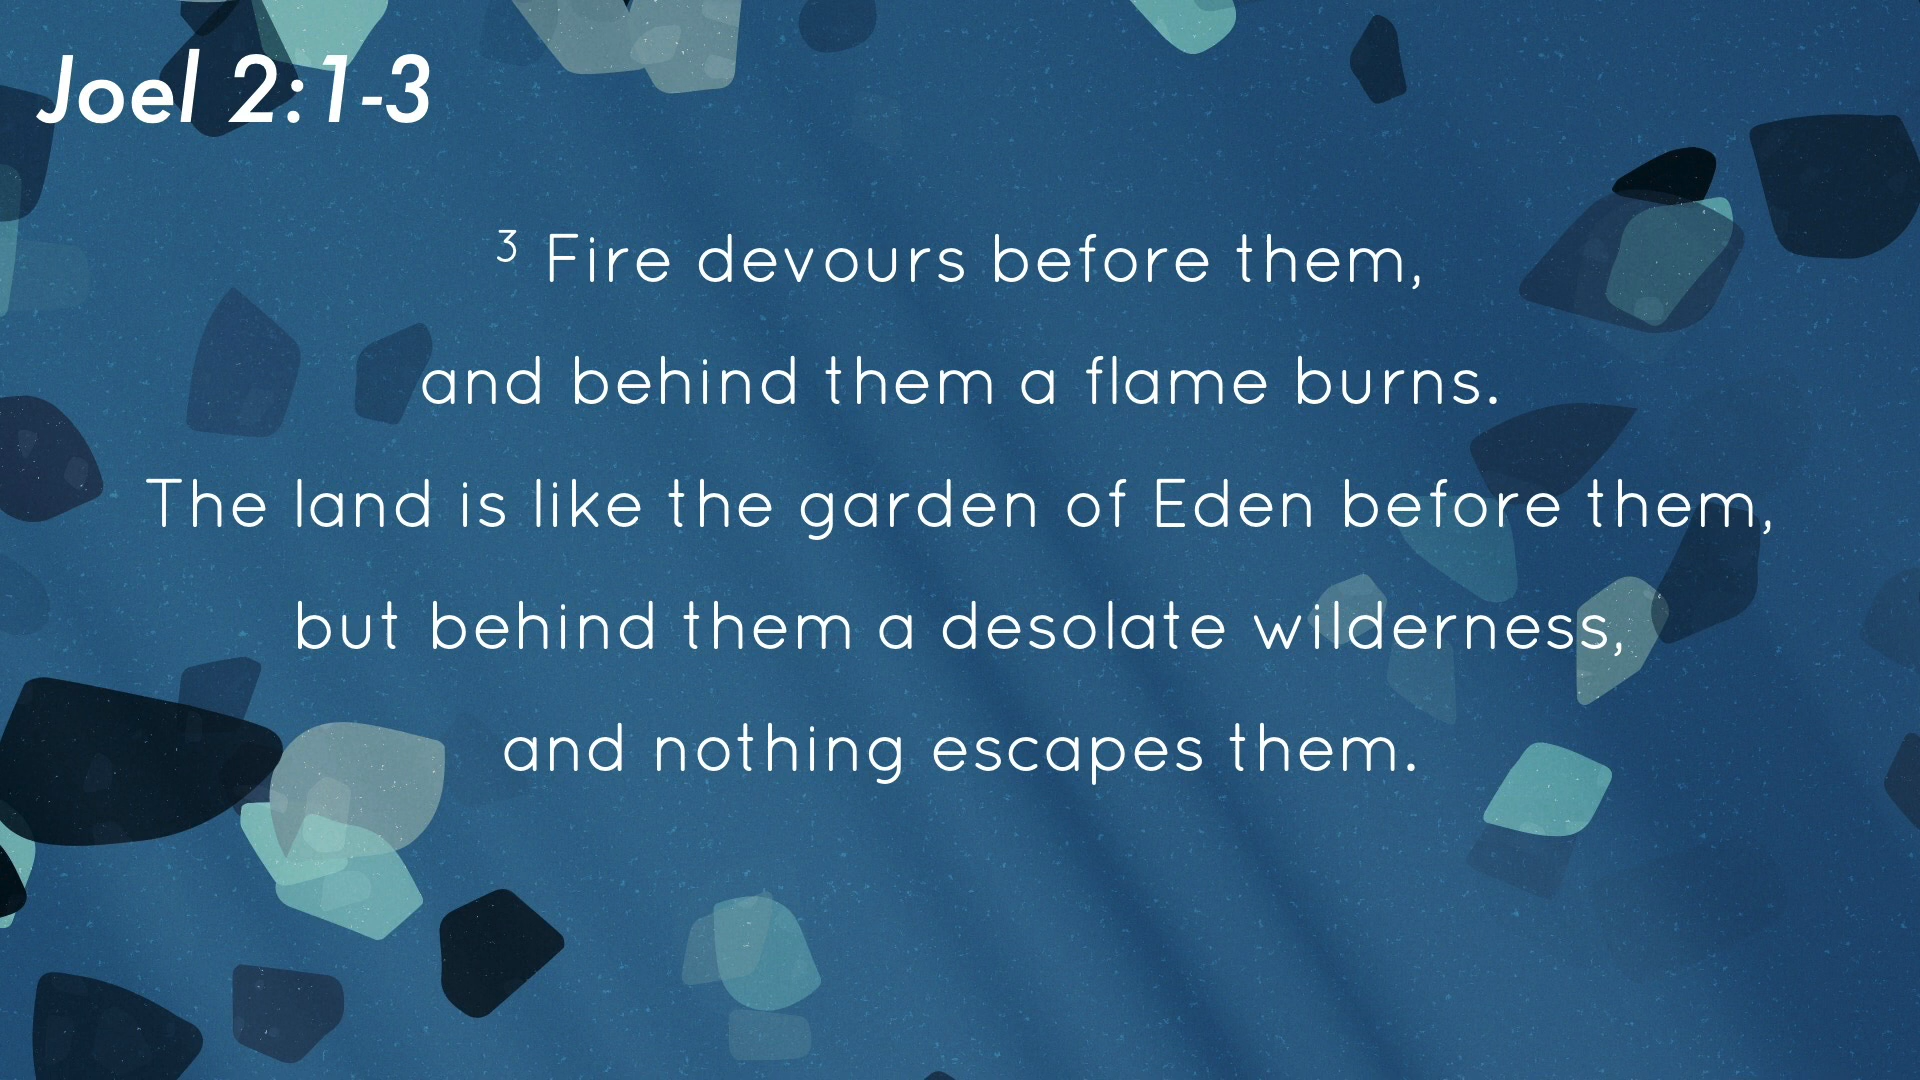 Joel 2:1-3
3 Fire devours before them,
and behind them a flame burns.
The land is like the garden of Eden before them,
but behind them a desolate wilderness,
and nothing escapes them.